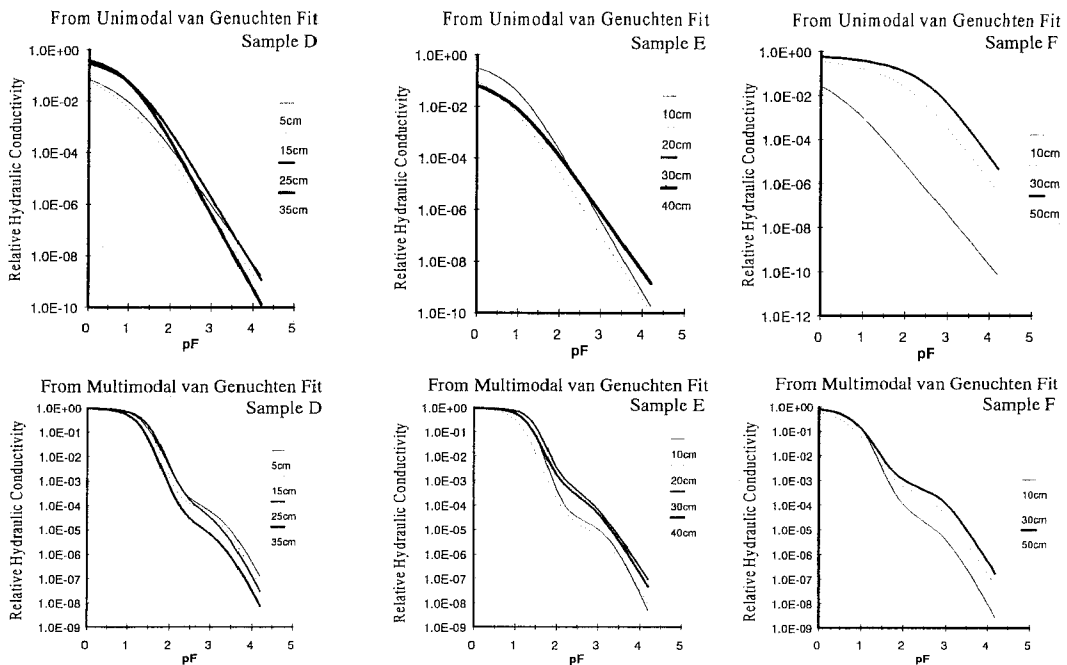 From Unimodal van Genuchten Fit
Sample D
Relative Hydraulic Conductivity
1.0E+00
1.0E-02
1.0E-04
1.0E-06
1.0E-08
1.0E-10
0 1 2 3 4 5
pF
5cm
15cm
25cm
35cm
From Unimodal van Genuchten Fit
Sample E
Relative Hydraulic Conductivity
1.0E+00
1.0E-02
1.0E-04
1.0E-06
1.0E-08
1.0E-10
0 1 2 3 4 5
pF
10cm
20cm
30cm
40cm
From Unimodal van Genuchten Fit
Sample F
Relative Hydraulic Conductivity
1.0E+00
1.0E-02
1.0E-04
1.0E-06
1.0E-08
1.0E-10
1.0E-12
0 1 2 3 4 5
pF
10cm
30cm
50cm
From Multimodal van Genuchten Fit
Sample D
Relative Hydraulic Conductivity
1.0E+00
1.0E-01
1.0E-02
1.0E-03
1.0E-04
1.0E-05
1.0E-06
1.0E-07
1.0E-08
1.0E-09
0 1 2 3 4 5
pF
5cm
15cm
25cm
35cm
From Multimodal van Genuchten Fit
Sample E
Relative Hydraulic Conductivity
1.0E+00
1.0E-01
1.0E-02
1.0E-03
1.0E-04
1.0E-05
1.0E-06
1.0E-07
1.0E-08
1.0E-09
0 1 2 3 4 5
pF
10cm
20cm
30cm
40cm
From Multimodal van Genuchten Fit
Sample F
Relative Hydraulic Conductivity
1.0E+00
1.0E-01
1.0E-02
1.0E-03
1.0E-04
1.0E-05
1.0E-06
1.0E-07
1.0E-08
1.0E-09
0 1 2 3 4 5
pF
10cm
30cm
50cm